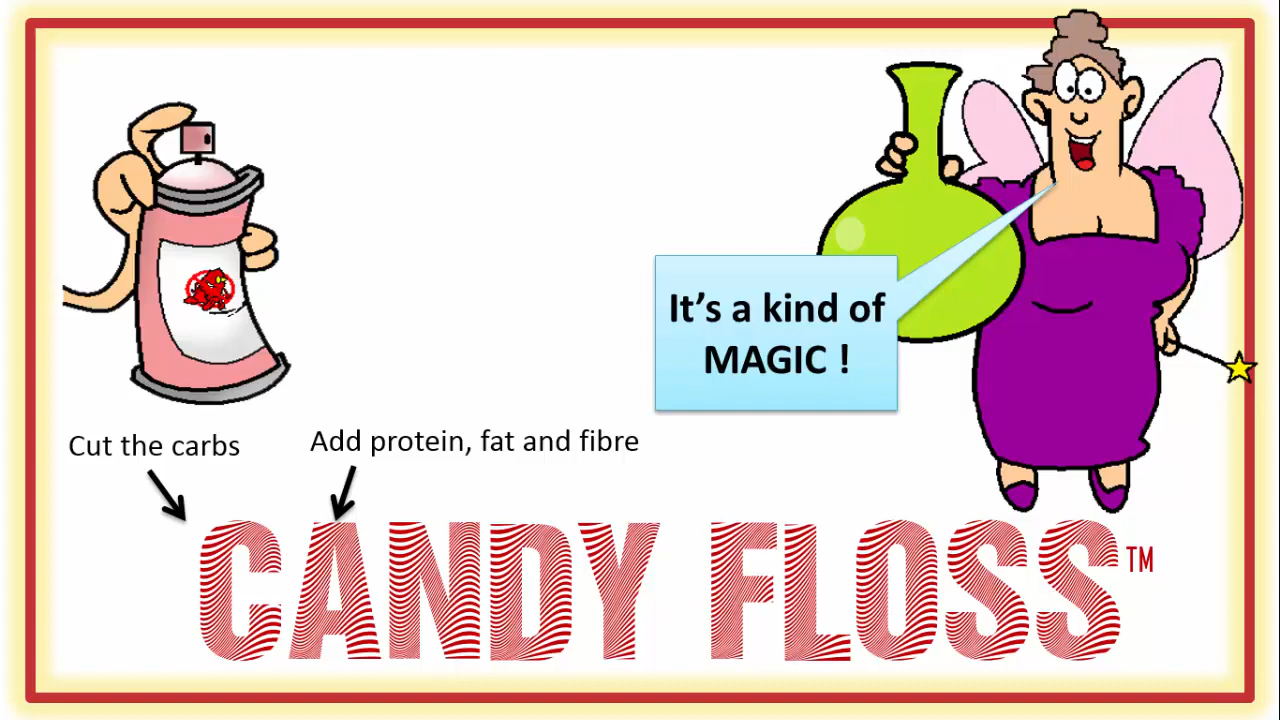 It’s a kind of
MAGIC !
Cut the carbs
Add protein, fat and fibre
CANDY FLOSS™